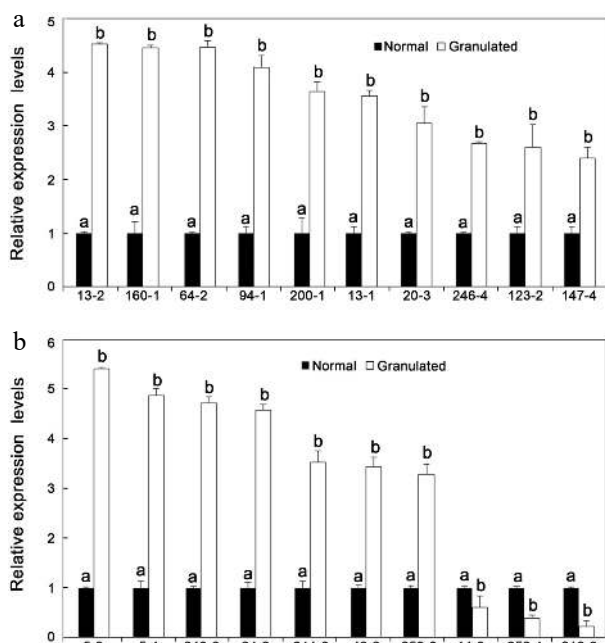 a
5
b b b b b b b b b b
■Normal □Granulated
4
3
2
1
0
a a a a a a a a a a
Relative expression levels
13-2 160-1 64-2 94-1 200-1 13-1 20-3 246-4 123-2 147-4
b
6
b b b b b b b b b b
■Normal □Granulated
5
4
3
2
1
0
a a a a a a a a a a
Relative expression levels